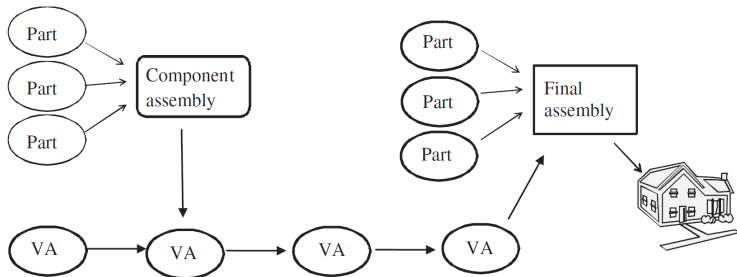 Part
Part
Part
Component
assembly
Part
Part
Part
Final
assembly
VA
VA
VA
VA